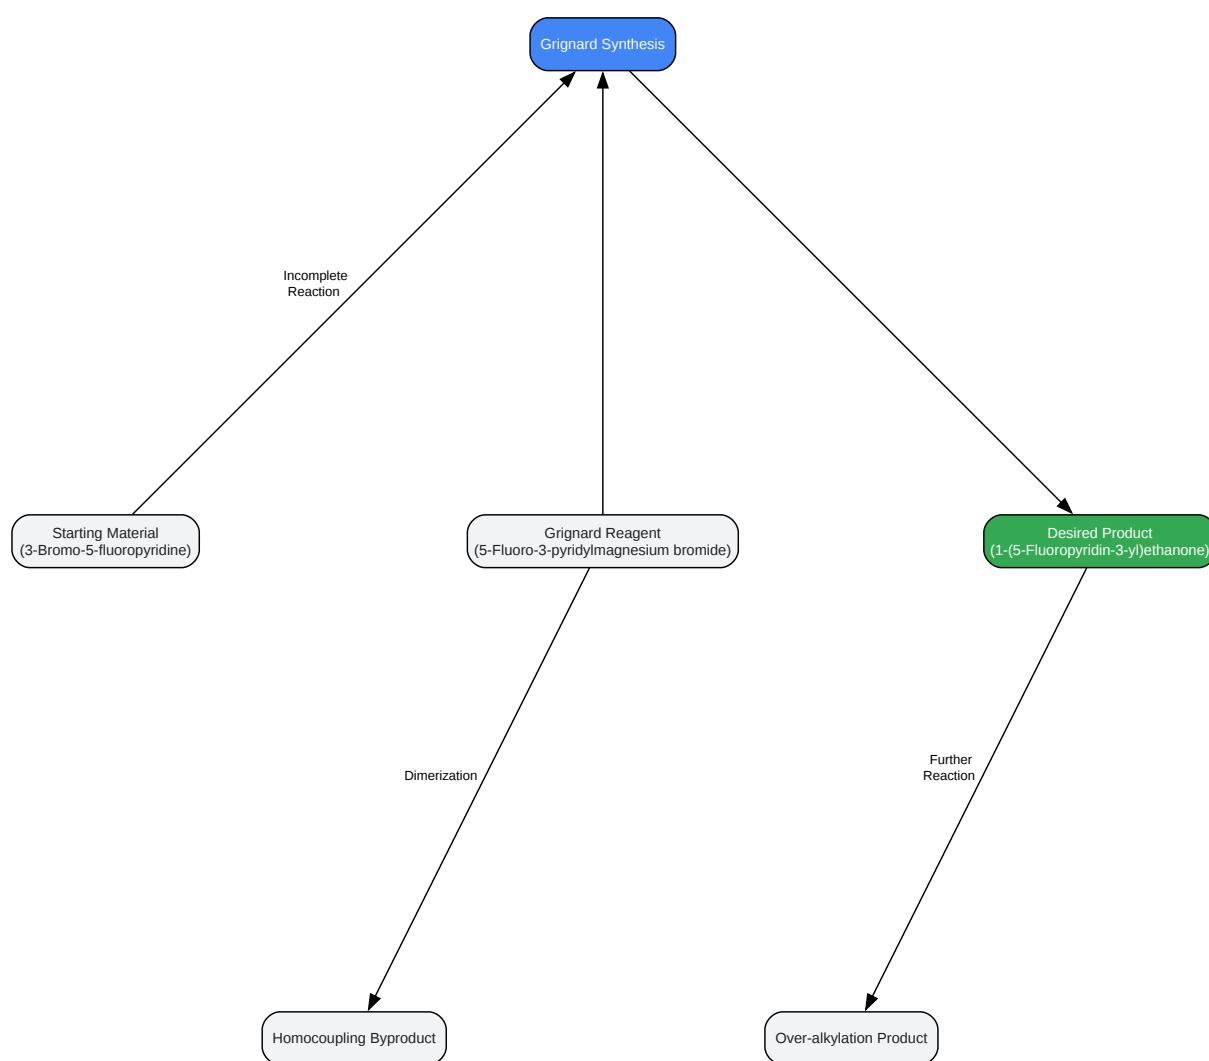 Grignard Synthesis
Incomplete
Reaction
Starting Material
(3-Bromo-5-fluoropyridine)
Grignard Reagent
(5-Fluoro-3-pyridylmagnesium bromide)
Desired Product
(1-(5-Fluoropyridin-3-yl)ethanone)
Dimerization
Further
Reaction
Homocoupling Byproduct
Over-alkylation Product